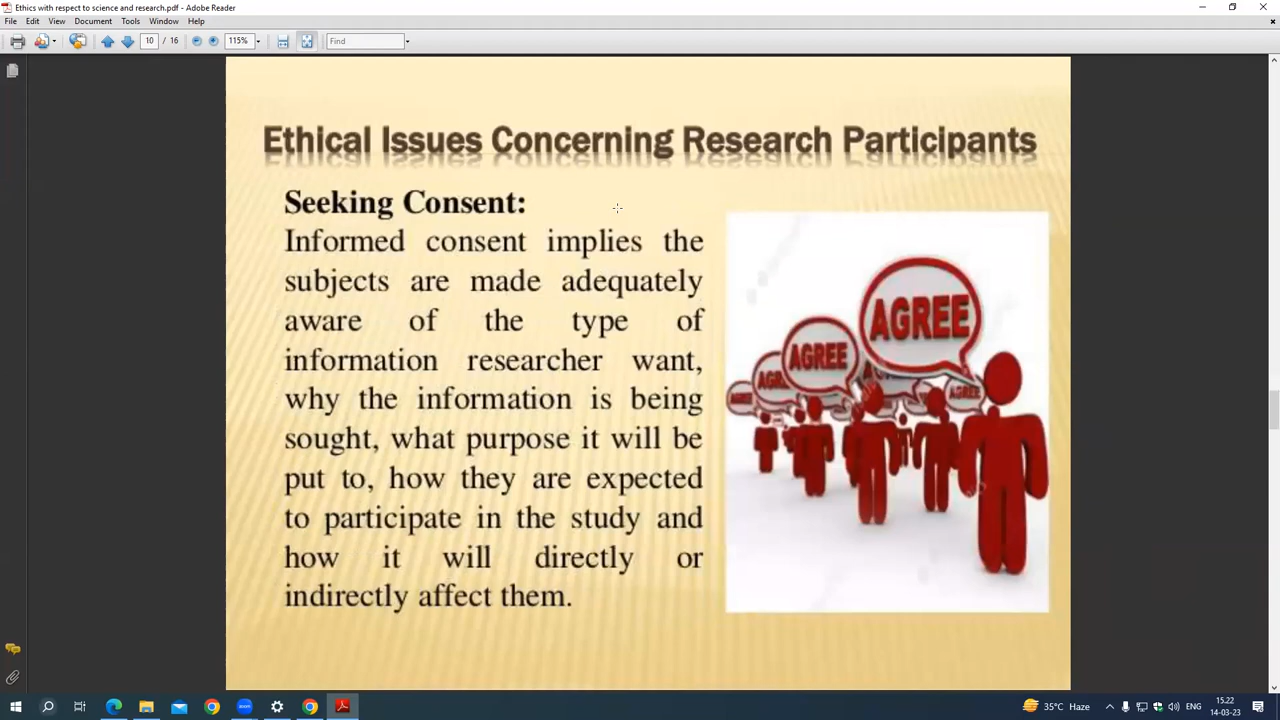 Ethics with respect to science and research.pdf - Adobe Reader
File Edit View Document Tools Window Help
10 / 16 115% Find
Ethical Issues Concerning Research Participants
Seeking Consent:
Informed consent implies the
subjects are made adequately
aware of the type of
information researcher want,
why the information is being
sought, what purpose it will be
put to, how they are expected
to participate in the study and
how it will directly or
indirectly affect them.
AGREE
AGREE
AGREE
AGREE
zoom
35°C Haze
ENG
15.22
14-03-23